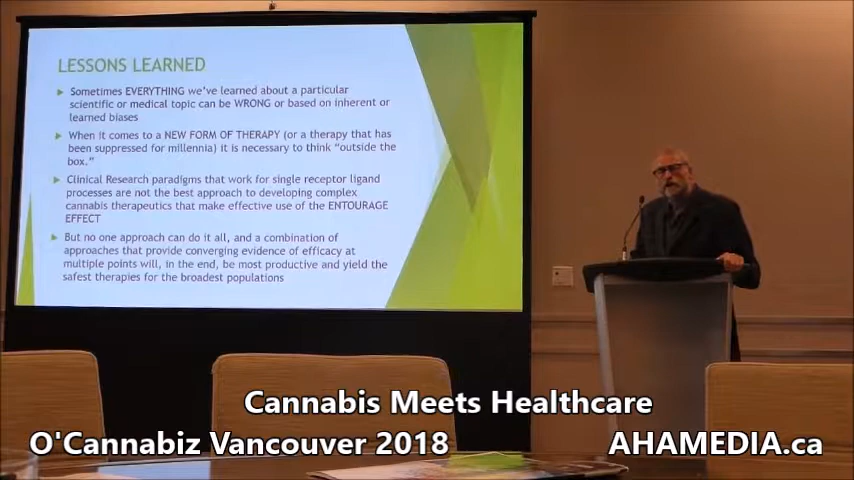 LESSONS LEARNED
Sometimes EVERYTHING we've learned about a particular
scientific or medical topic can be WRONG or based on inherent or
learned biases
When it comes to a NEW FORM OF THERAPY (or a therapy that has
been suppressed for millennia) it is necessary to think "outside the
box."
Clinical Research paradigms that work for single receptor ligand
processes are not the best approach to developing complex
cannabis therapeutics that make effective use of the ENTOURAGE
EFFECT
But no one approach can do it all, and a combination of
approaches that provide converging evidence of efficacy at
multiple points will, in the end, be most productive and yield the
safest therapies for the broadest populations
Cannabis Meets Healthcare
O'Cannabiz Vancouver 2018
AHAMEDIA.ca